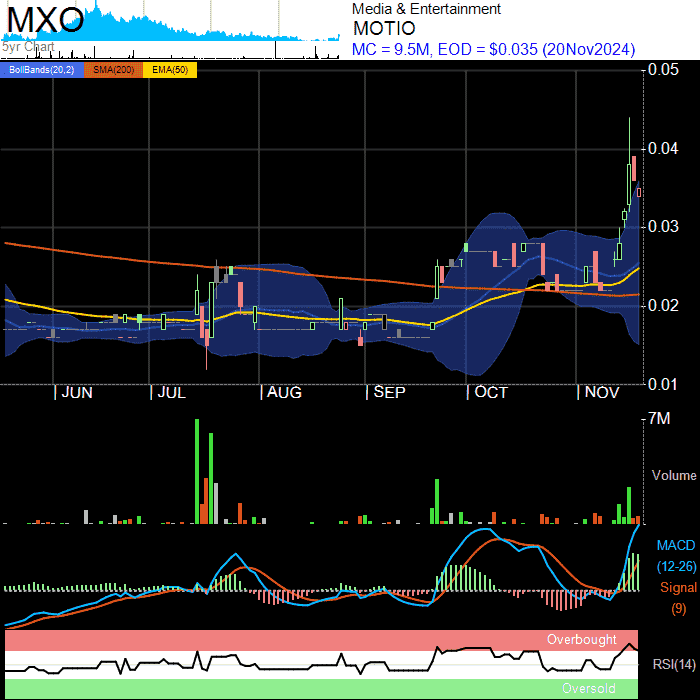 MXO
5yr Chart
Media & Entertainment
MOTIO
MC = 9.5M, EOD = $0.035 (20Nov2024)
BollBands(20,2) SMA(200) EMA(50)
0.05
0.04
0.03
0.02
0.01
JUN JUL AUG SEP OCT NOV
7M
Volume
MACD
(12-26)
Signal
(9)
Overbought
RSI(14)
Oversold